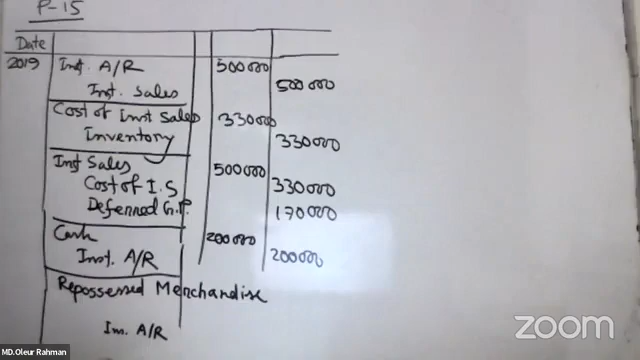 P-15
Date
2019 Inst. A/R 500000
Inst. Sales 500000
Cost of Inst Sales 330000
Inventory 330000
Inst Sales 500000
Cost of I.S 330000
Deferred G.P. 170000
Cash 200000
Inst. A/R 200000
Repossessed Merchandise
In. A/R
zoom
MD.Oleur Rahman